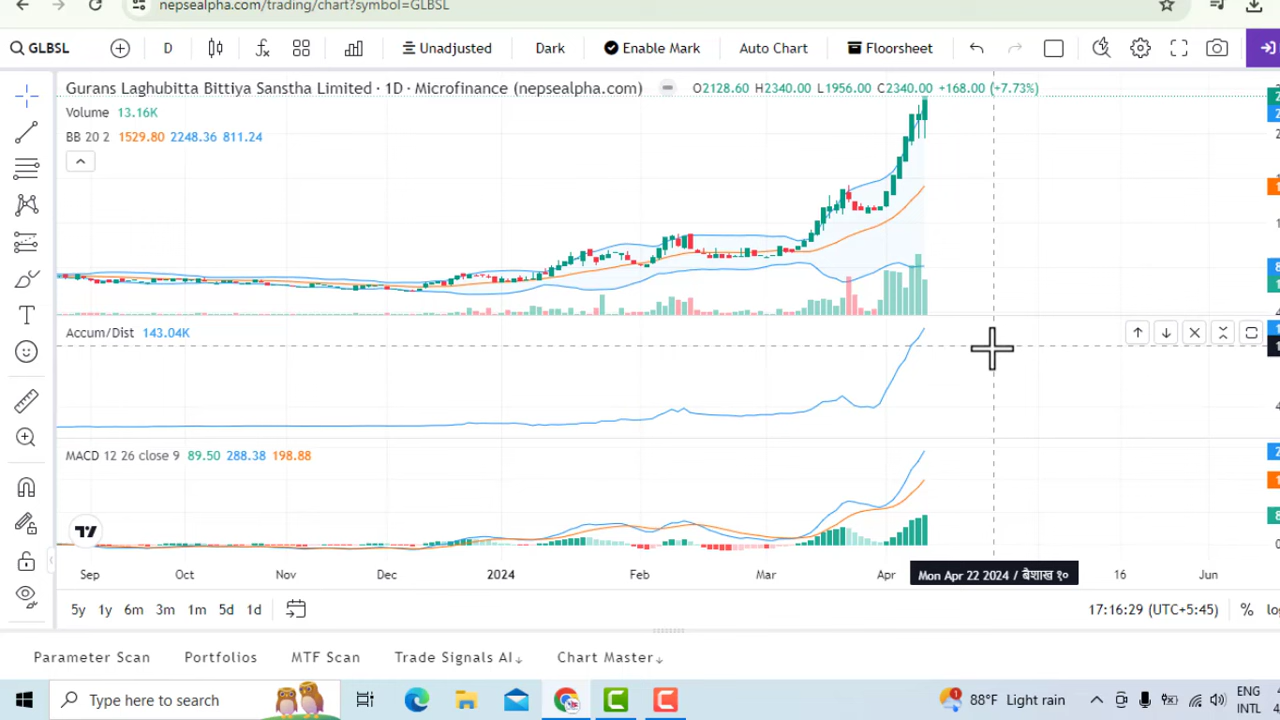 nepsealpha.com/trading/chart?symbol=GLBSL
GLBSL D Unadjusted Dark Enable Mark Auto Chart Floorsheet
Gurans Laghubitta Bittiya Sanstha Limited · 1D · Microfinance (nepsealpha.com) O2128.60 H2340.00 L1956.00 C2340.00 +168.00 (+7.73%)
Volume 13.16K
BB 20 2 1529.80 2248.36 811.24
Accum/Dist 143.04K
MACD 12 26 close 9 89.50 288.38 198.88
Sep Oct Nov Dec 2024 Feb Mar Apr Mon Apr 22 2024 / बैशाख १० 16 Jun
5y 1y 6m 3m 1m 5d 1d 17:16:29 (UTC+5:45) %
Parameter Scan Portfolios MTF Scan Trade Signals AI↓ Chart Master↓
Type here to search 1 88°F Light rain ENG
INTL